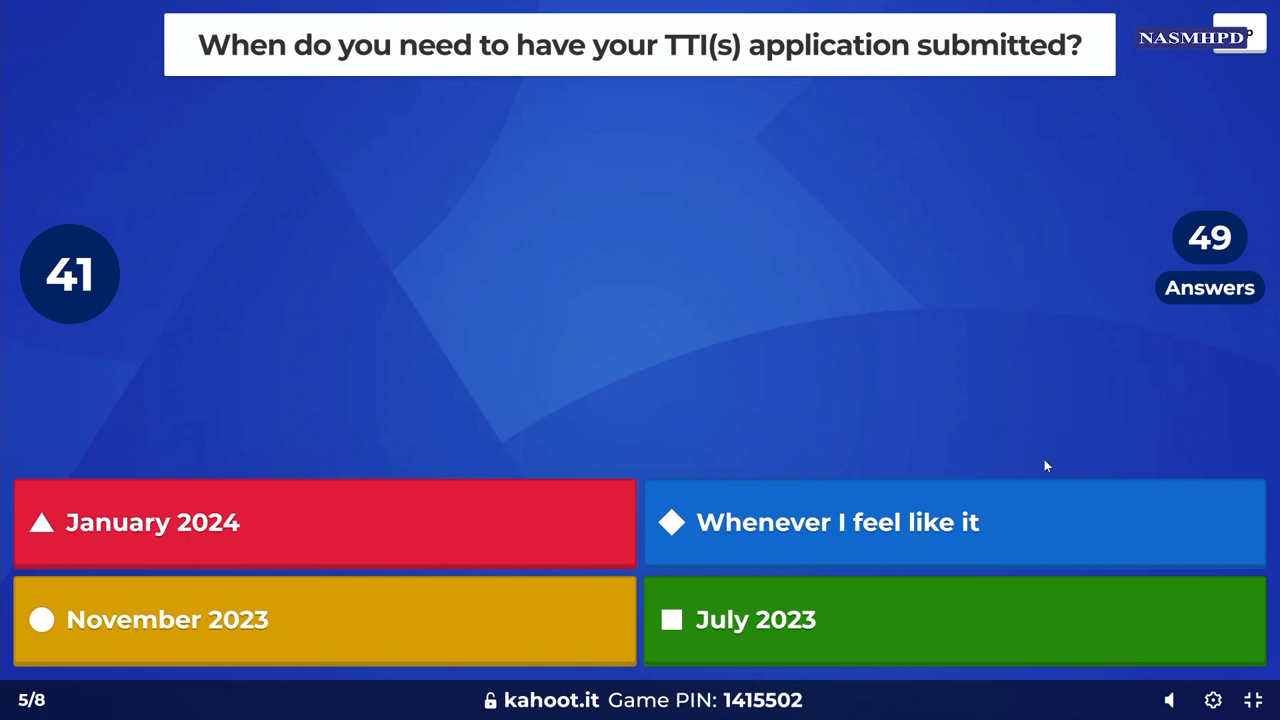 When do you need to have your TTI(s) application submitted?
NASMHPD
41
49
Answers
January 2024
Whenever I feel like it
November 2023
July 2023
5/8
kahoot.it Game PIN: 1415502